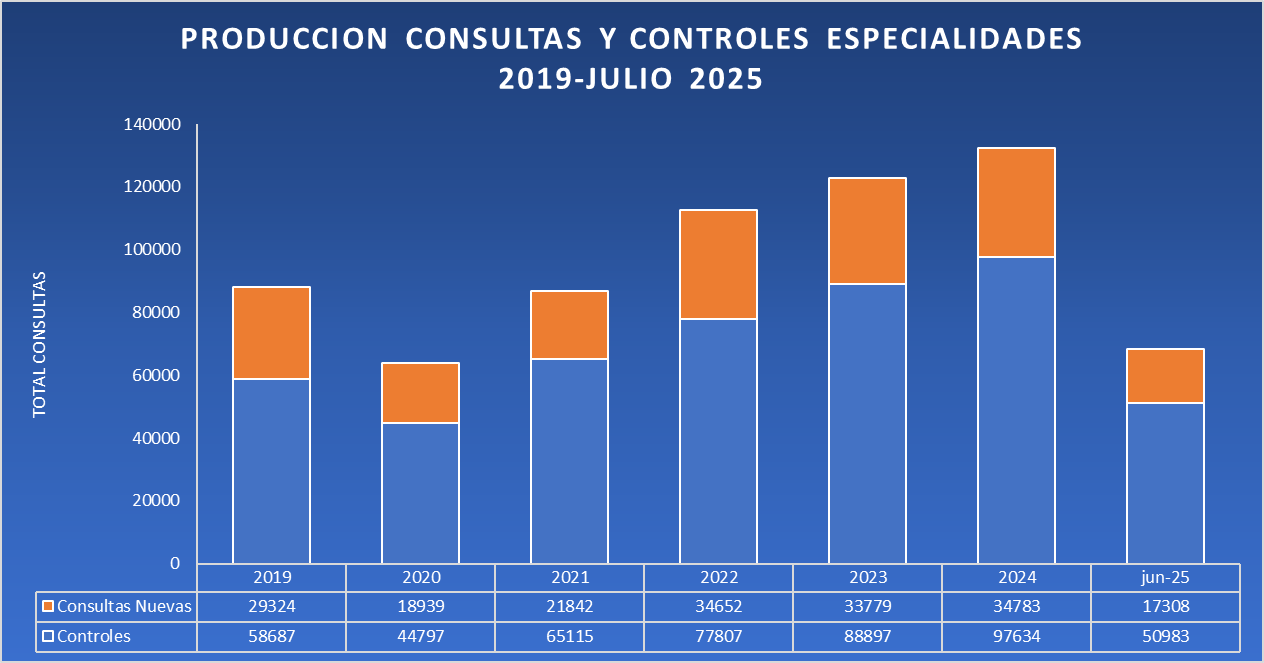 PRODUCCION CONSULTAS Y CONTROLES ESPECIALIDADES
2019-JULIO 2025
TOTAL CONSULTAS
140000
120000
100000
80000
60000
40000
20000
0
2019 2020 2021 2022 2023 2024 jun-25
Consultas Nuevas 29324 18939 21842 34652 33779 34783 17308
Controles 58687 44797 65115 77807 88897 97634 50983